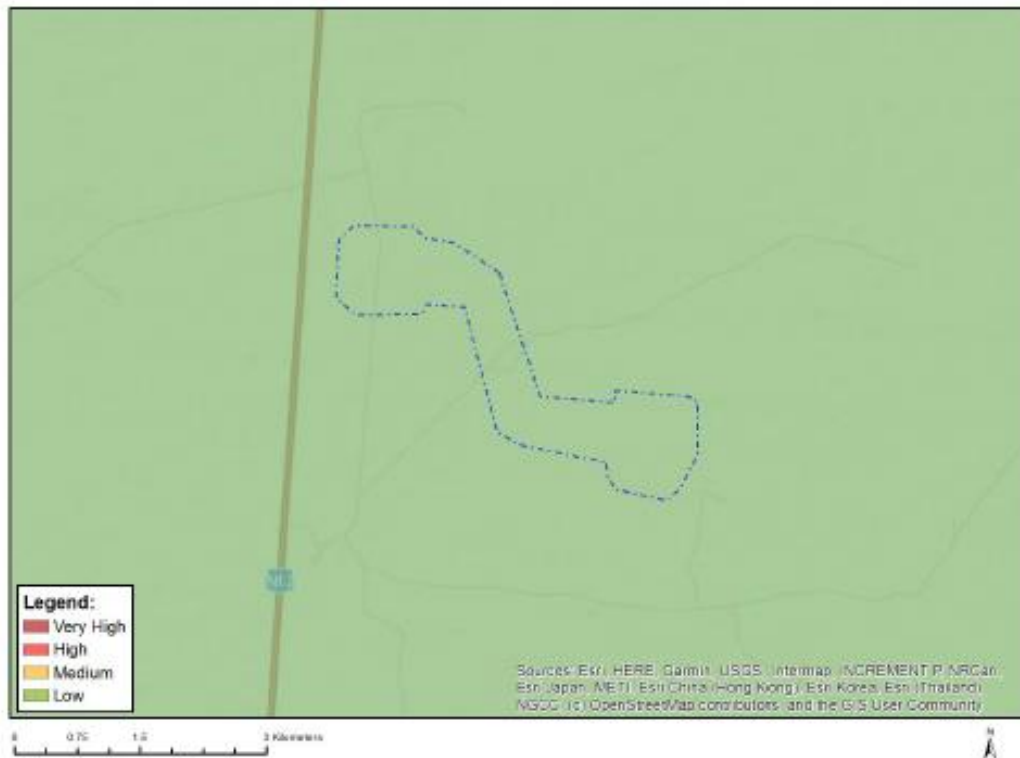 Legend:
Very High
High
Medium
Low
Sources: Esri, HERE, Garmin, USGS, Intermap, INCREMENT P, NRCan,
Esri Japan, METI, Esri China (Hong Kong), Esri Korea, Esri (Thailand),
NGCC, (c) OpenStreetMap contributors, and the GIS User Community
0 0.75 1.5 3 Kilometers
N